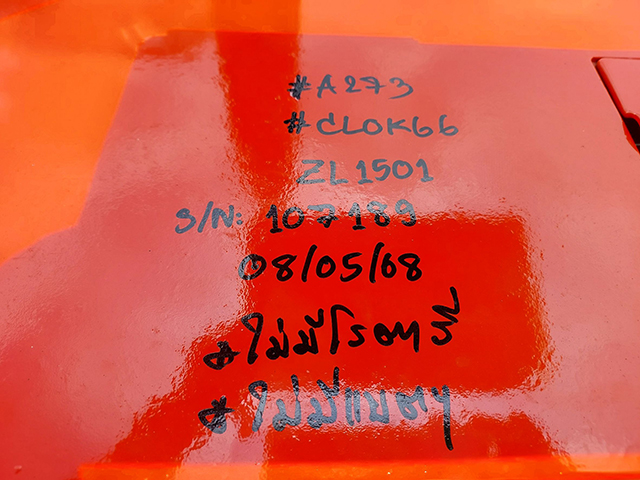 #A273
#CLOK66
ZL1501
S/N: 107189
08/05/68
*ไม่มีโรตารี่
*ไม่มีแบตฯ